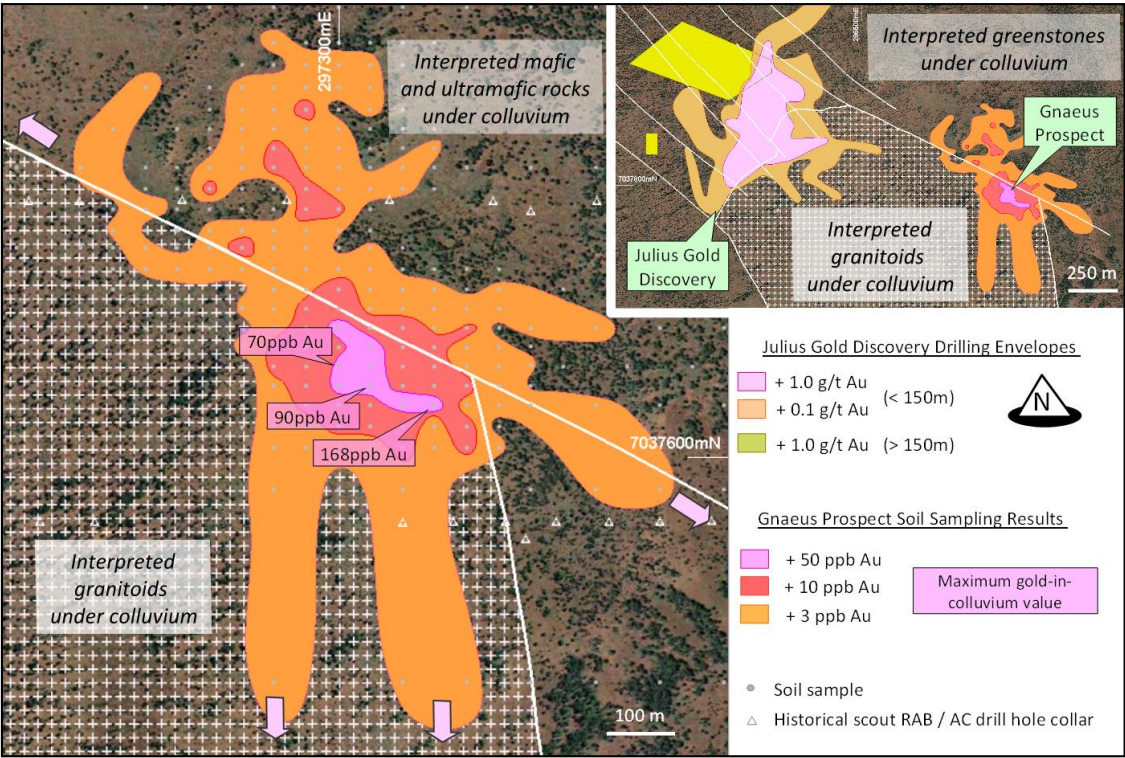 297300mE
Interpreted mafic
and ultramafic rocks
under colluvium
70ppb Au
90ppb Au
168ppb Au
7037600mN
Interpreted
granitoids
under colluvium
100 m
Interpreted greenstones
under colluvium
Gnaeus
Prospect
7037800mN
Julius Gold
Discovery
Interpreted
granitoids
under colluvium
250 m
Julius Gold Discovery Drilling Envelopes
+ 1.0 g/t Au (< 150m)
+ 0.1 g/t Au
+ 1.0 g/t Au (> 150m)
N
Gnaeus Prospect Soil Sampling Results
+ 50 ppb Au
+ 10 ppb Au
+ 3 ppb Au
Maximum gold-in-
colluvium value
Soil sample
Historical scout RAB / AC drill hole collar